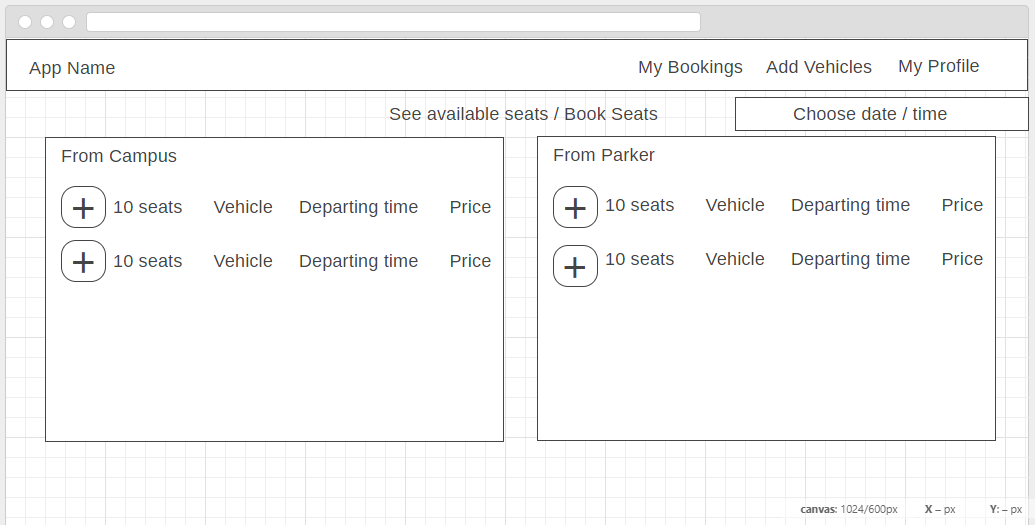 App Name
My Bookings Add Vehicles My Profile
See available seats / Book Seats
Choose date / time
From Campus
+ 10 seats Vehicle Departing time Price
+ 10 seats Vehicle Departing time Price
From Parker
+ 10 seats Vehicle Departing time Price
+ 10 seats Vehicle Departing time Price
canvas: 1024/600px X – px Y: – px